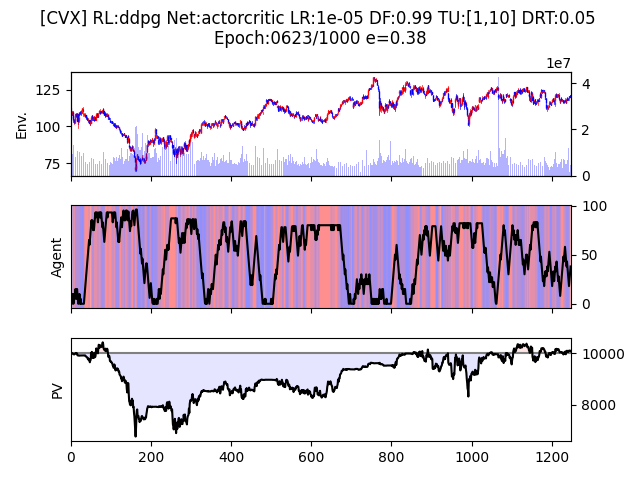 [CVX] RL:ddpg Net:actorcritic LR:1e-05 DF:0.99 TU:[1,10] DRT:0.05
Epoch:0623/1000 e=0.38
1e7
125
100
75
Env.
4
2
0
Agent
100
50
0
PV
10000
8000
0 200 400 600 800 1000 1200